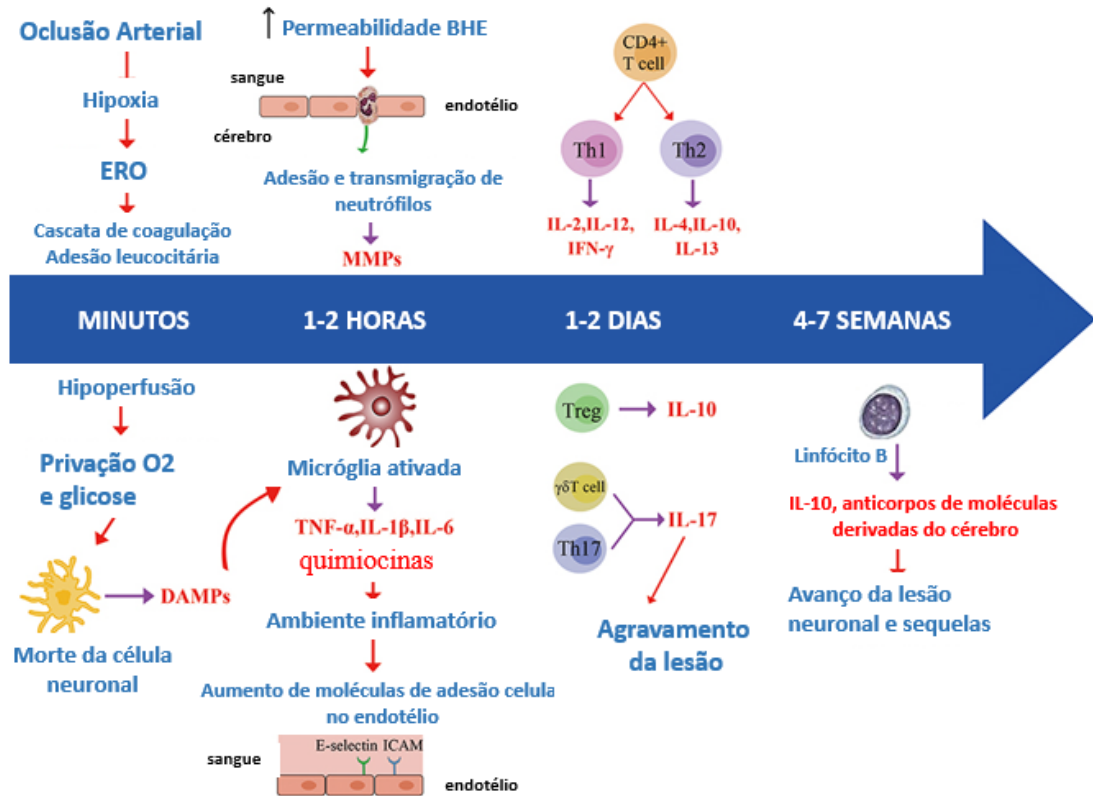 Oclusão Arterial
Hipoxia
ERO
Cascata de coagulação
Adesão leucocitária
Permeabilidade BHE
sangue
endotélio
cérebro
Adesão e transmigração de
neutrófilos
MMPs
CD4+
T cell
Th1
Th2
IL-2,IL-12,
IFN-γ
IL-4,IL-10,
IL-13
MINUTOS
1-2 HORAS
1-2 DIAS
4-7 SEMANAS
Hipoperfusão
Privação O2
e glicose
DAMPs
Morte da célula
neuronal
Micróglia ativada
TNF-α,IL-1β,IL-6
quimiocinas
Ambiente inflamatório
Aumento de moléculas de adesão celula
no endotélio
E-selectin ICAM
sangue
endotélio
Treg
IL-10
γδT cell
IL-17
Th17
Agravamento
da lesão
Linfócito B
IL-10, anticorpos de moléculas
derivadas do cérebro
Avanço da lesão
neuronal e sequelas